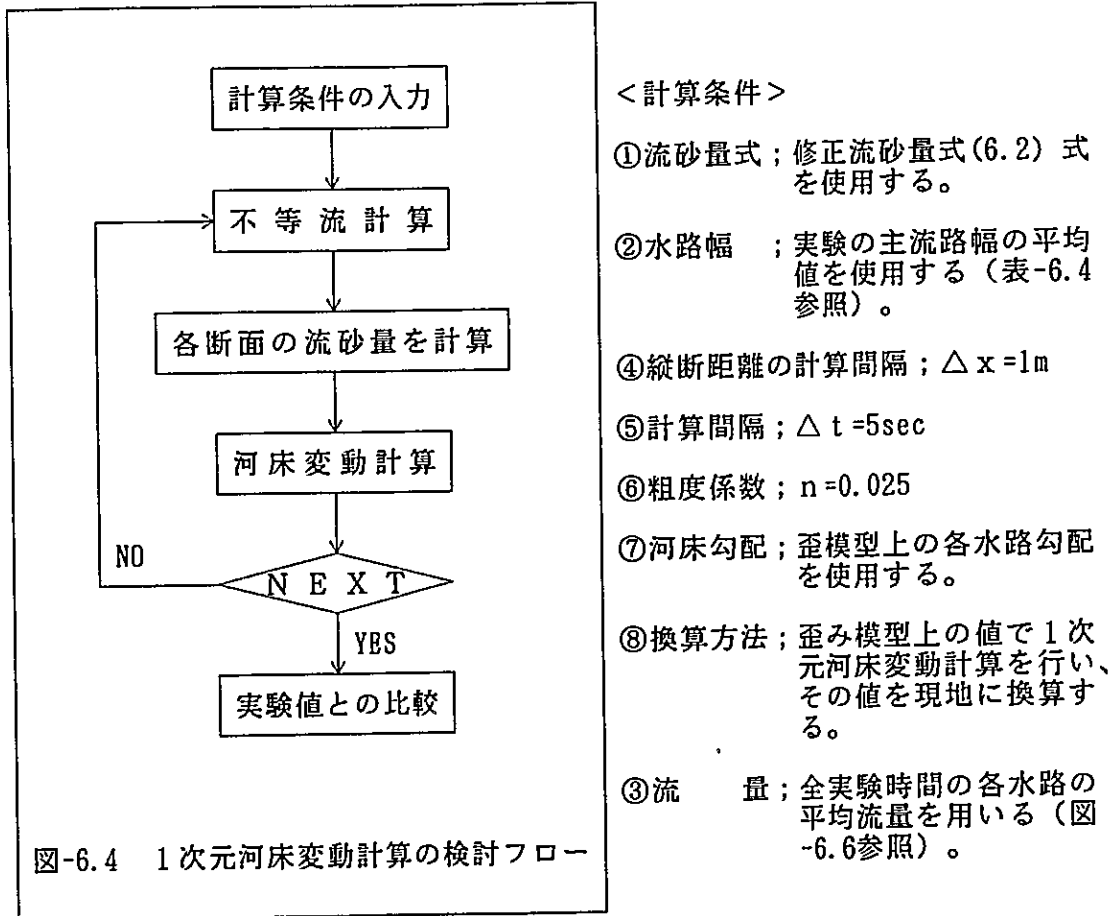 計算条件の入力
不等流計算
各断面の流砂量を計算
河床変動計算
NEXT
NO
YES
実験値との比較
図-6.4 1次元河床変動計算の検討フロー
<計算条件>
①流砂量式;修正流砂量式(6.2) 式
を使用する。
②水路幅 ;実験の主流路幅の平均
値を使用する(表-6.4
参照)。
④縦断距離の計算間隔;△x=1m
⑤計算間隔;△t=5sec
⑥粗度係数;n=0.025
⑦河床勾配;歪模型上の各水路勾配
を使用する。
⑧換算方法;歪み模型上の値で1次
元河床変動計算を行い、
その値を現地に換算す
る。
③流 量;全実験時間の各水路の
平均流量を用いる(図
-6.6参照)。